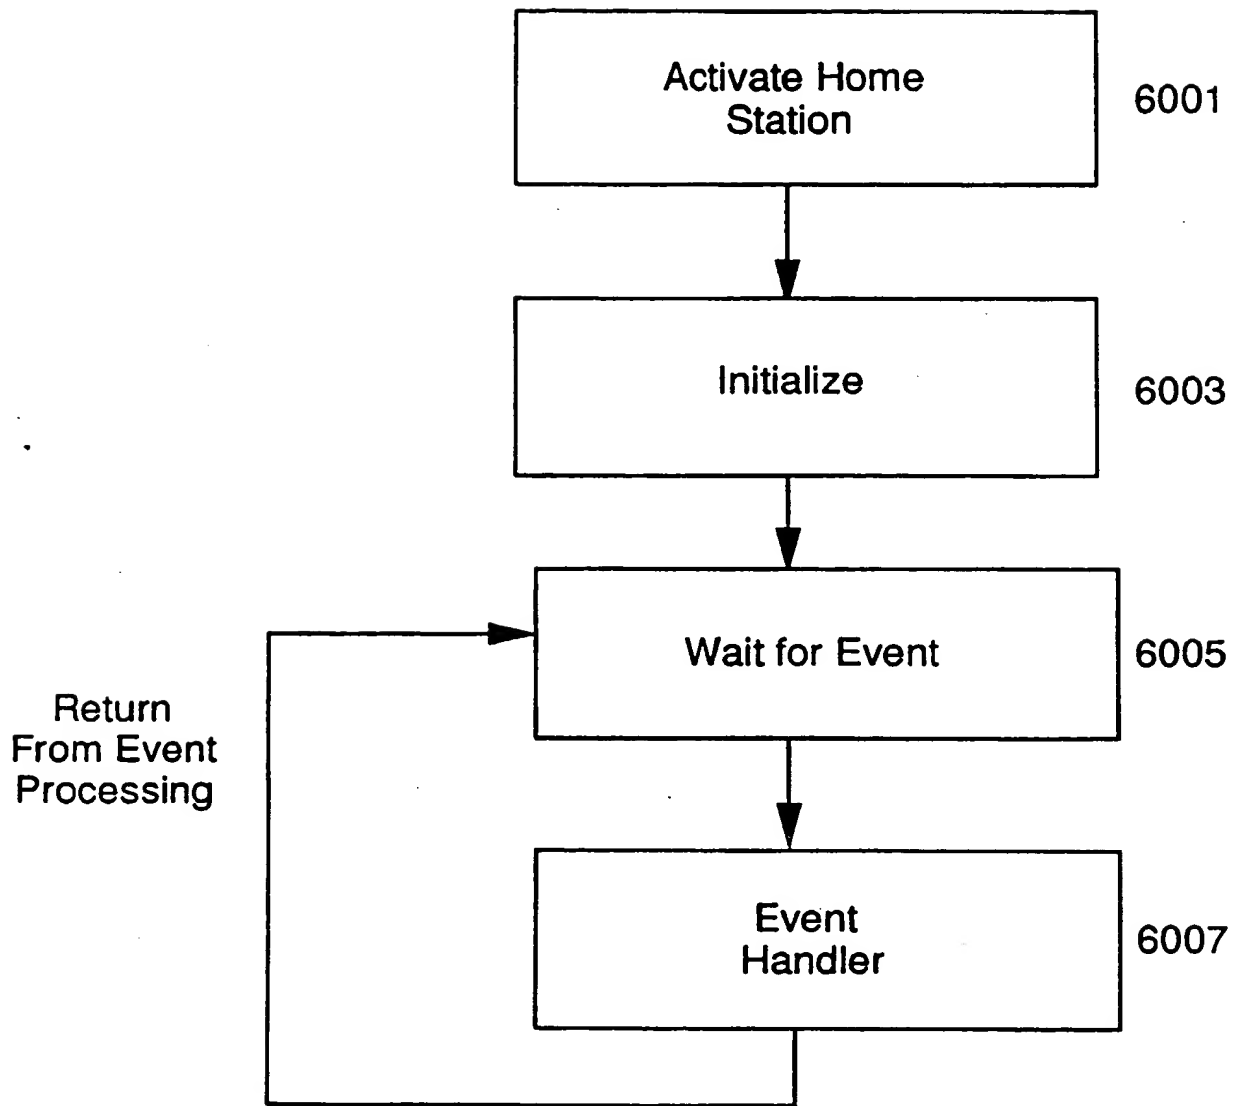 Activate Home
Station
6001
Initialize
6003
Wait for Event
6005
Return
From Event
Processing
Event
Handler
6007